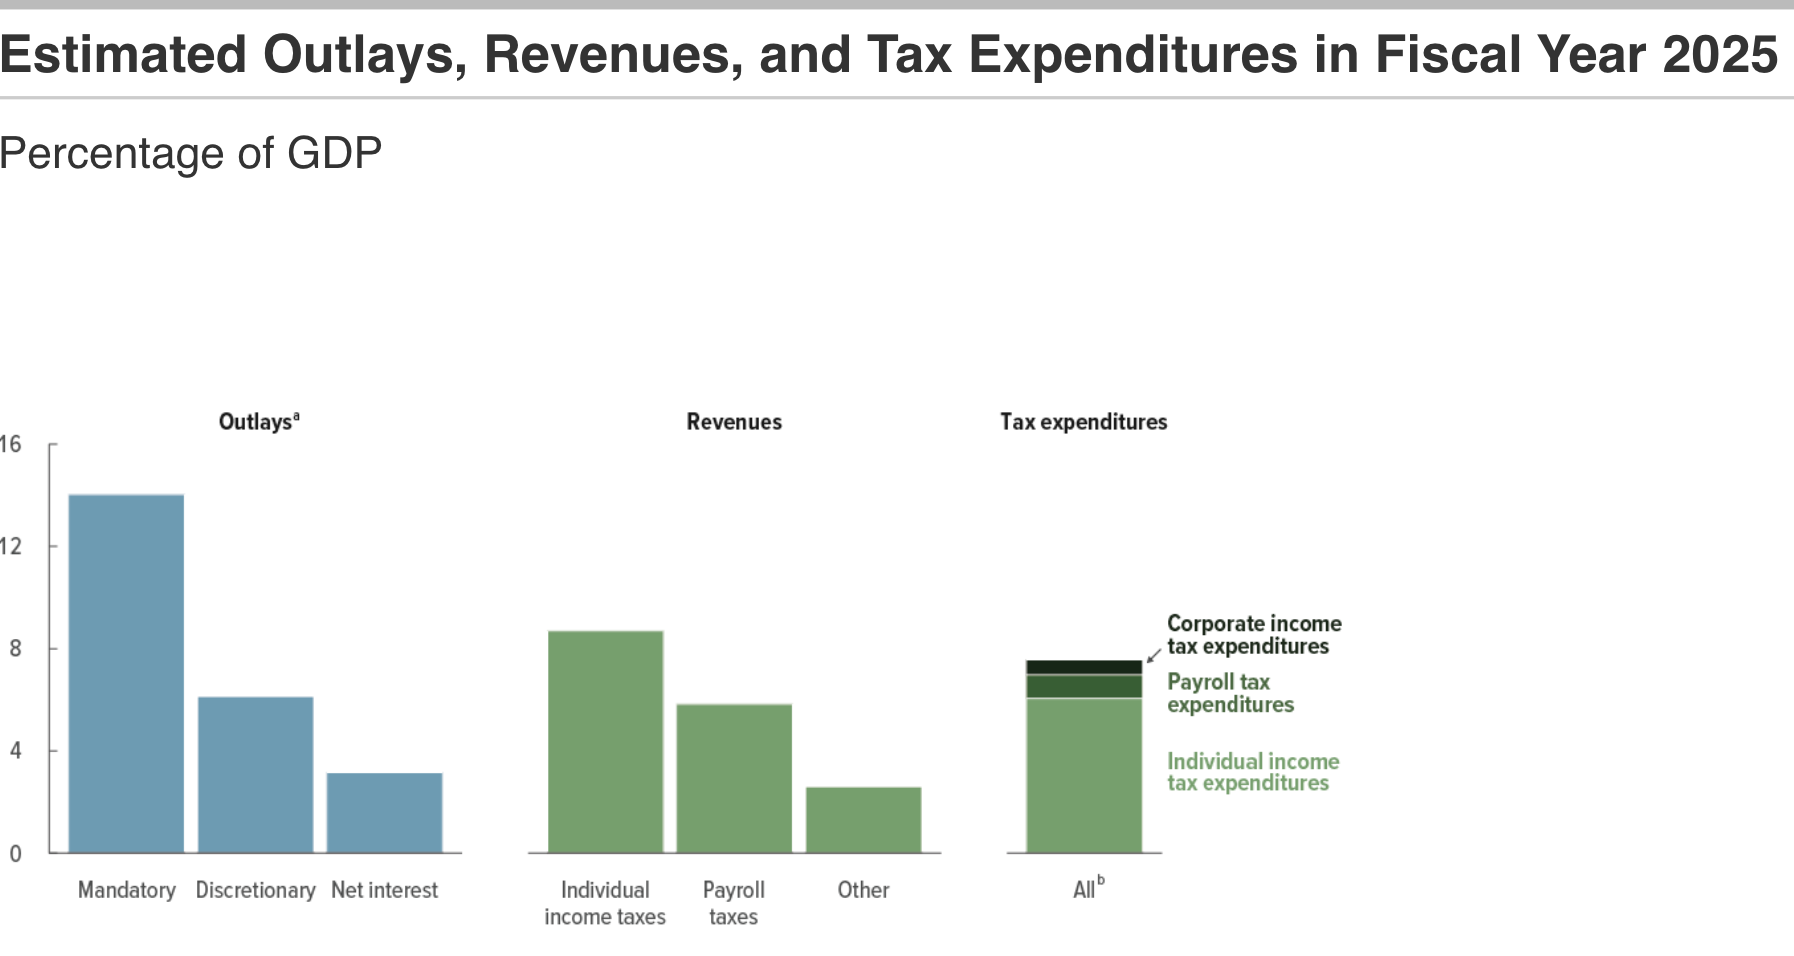 Estimated Outlays, Revenues, and Tax Expenditures in Fiscal Year 2025
Percentage of GDP
Outlaysᵃ
Revenues
Tax expenditures
16
12
8
4
0
Mandatory
Discretionary
Net interest
Individual
income taxes
Payroll
taxes
Other
Corporate income
tax expenditures
Payroll tax
expenditures
Individual income
tax expenditures
Allᵇ